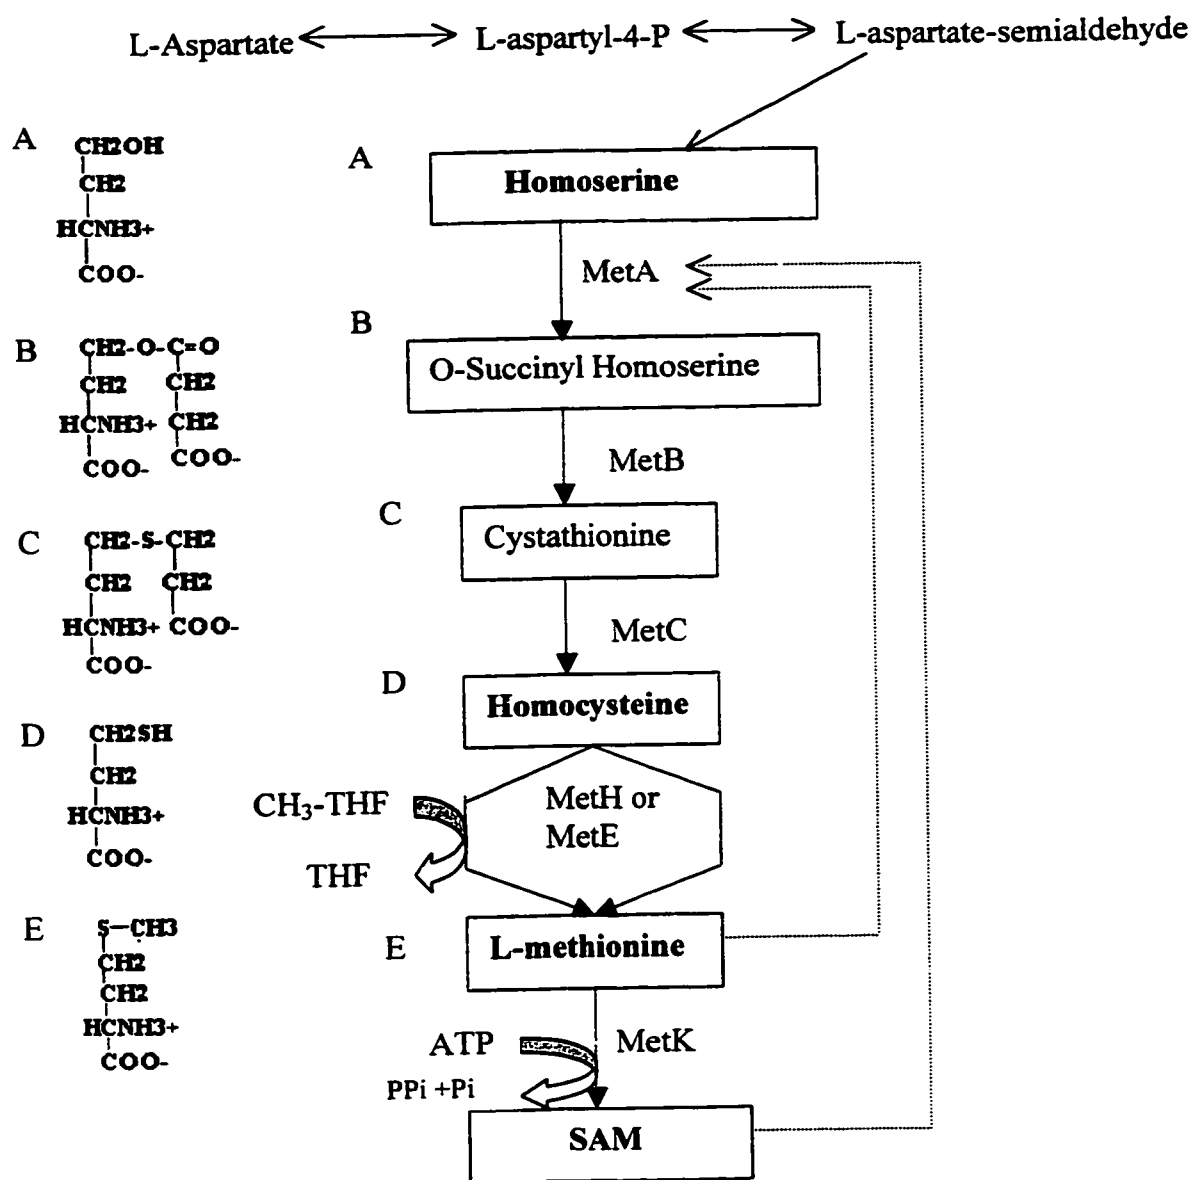 L-Aspartate L-aspartyl-4-P L-aspartate-semialdehyde
A
CH2OH
CH2
HCNH3+
COO-
A
Homoserine
MetA
B
CH2-O-C=O
CH2 CH2
HCNH3+ CH2
COO- COO-
B
O-Succinyl Homoserine
MetB
C
CH2-S-CH2
CH2 CH2
HCNH3+ COO-
COO-
C
Cystathionine
MetC
D
CH2SH
CH2
HCNH3+
COO-
D
Homocysteine
CH3-THF
THF
MetH or
MetE
E
S-CH3
CH2
CH2
HCNH3+
COO-
E
L-methionine
ATP
PPi +Pi
MetK
SAM